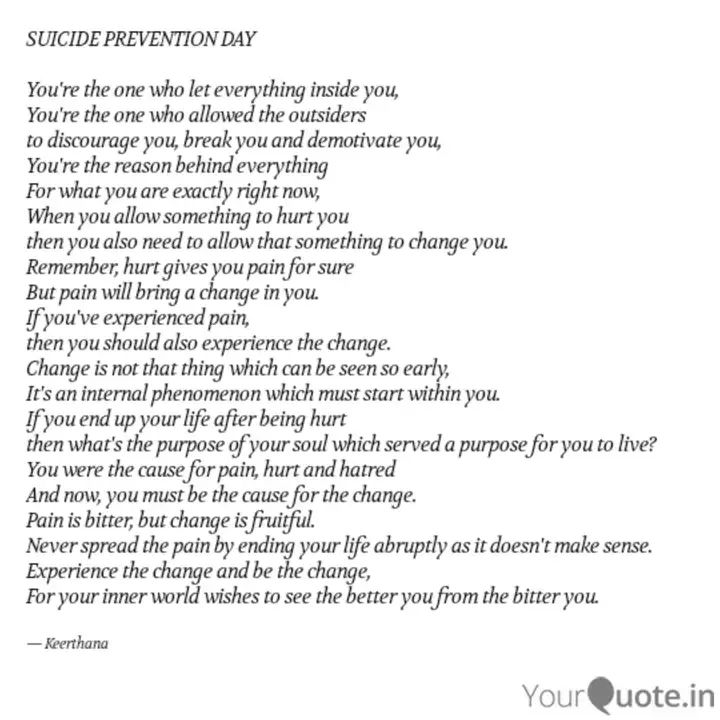 SUICIDE PREVENTION DAY
You're the one who let everything inside you,
You're the one who allowed the outsiders
to discourage you, break you and demotivate you,
You're the reason behind everything
For what you are exactly right now,
When you allow something to hurt you
then you also need to allow that something to change you.
Remember, hurt gives you pain for sure
But pain will bring a change in you.
If you've experienced pain,
then you should also experience the change.
Change is not that thing which can be seen so early,
It's an internal phenomenon which must start within you.
If you end up your life after being hurt
then what's the purpose of your soul which served a purpose for you to live?
You were the cause for pain, hurt and hatred
And now, you must be the cause for the change.
Pain is bitter, but change is fruitful.
Never spread the pain by ending your life abruptly as it doesn't make sense.
Experience the change and be the change,
For your inner world wishes to see the better you from the bitter you.
— Keerthana
YourQuote.in